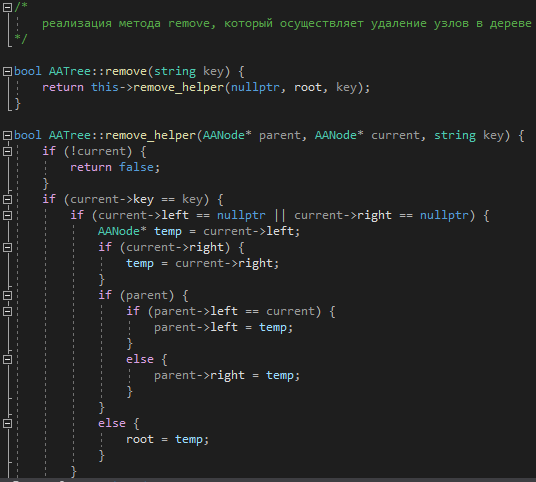 /*
    реализация метода remove, который осуществляет удаление узлов в дереве
*/
bool AATree::remove(string key) {
    return this->remove_helper(nullptr, root, key);
}
bool AATree::remove_helper(AANode* parent, AANode* current, string key) {
    if (!current) {
        return false;
    }
    if (current->key == key) {
        if (current->left == nullptr || current->right == nullptr) {
            AANode* temp = current->left;
            if (current->right) {
                temp = current->right;
            }
            if (parent) {
                if (parent->left == current) {
                    parent->left = temp;
                }
                else {
                    parent->right = temp;
                }
            }
            else {
                root = temp;
            }
        }